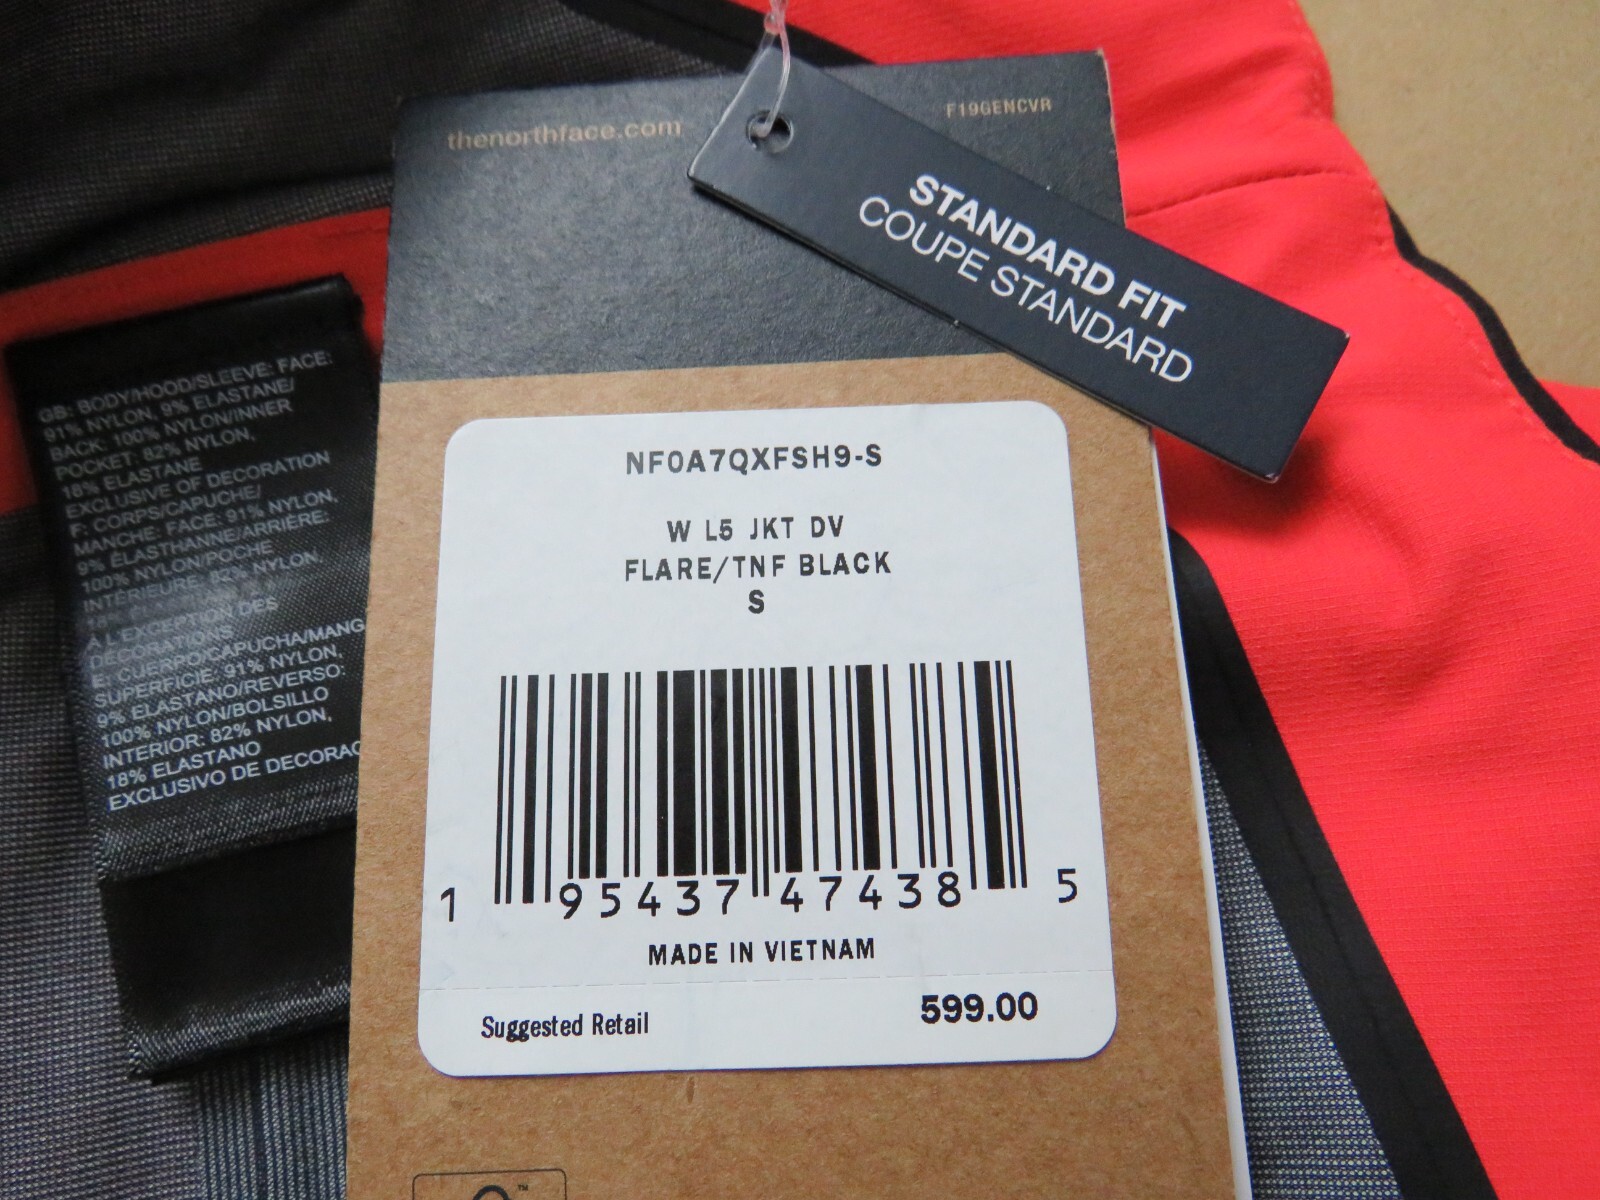 thenorthface.com
F19GENCVR
STANDARD FIT
COUPE STANDARD
NF0A7QXFSH9-S
W L5 JKT DV
FLARE/TNF BLACK
S
1 95437 47438 5
MADE IN VIETNAM
Suggested Retail 599.00
GB: BODY/HOOD/SLEEVE: FACE:
91% NYLON, 9% ELASTANE/
BACK: 100% NYLON/INNER
POCKET: 82% NYLON,
18% ELASTANE
EXCLUSIVE OF DECORATION
F: CORPS/CAPUCHE/
MANCHE: FACE: 91% NYLON,
9% ÉLASTHANNE/ARRIÈRE:
100% NYLON/POCHE
INTÉRIEURE: 82% NYLON,
18%
À L'EXCEPTION DES
DÉCORATIONS
E: CUERPO/CAPUCHA/MANG
SUPERFICIE: 91% NYLON,
9% ELASTANO/REVERSO:
100% NYLON/BOLSILLO
INTERIOR: 82% NYLON,
18% ELASTANO
EXCLUSIVO DE DECORAC